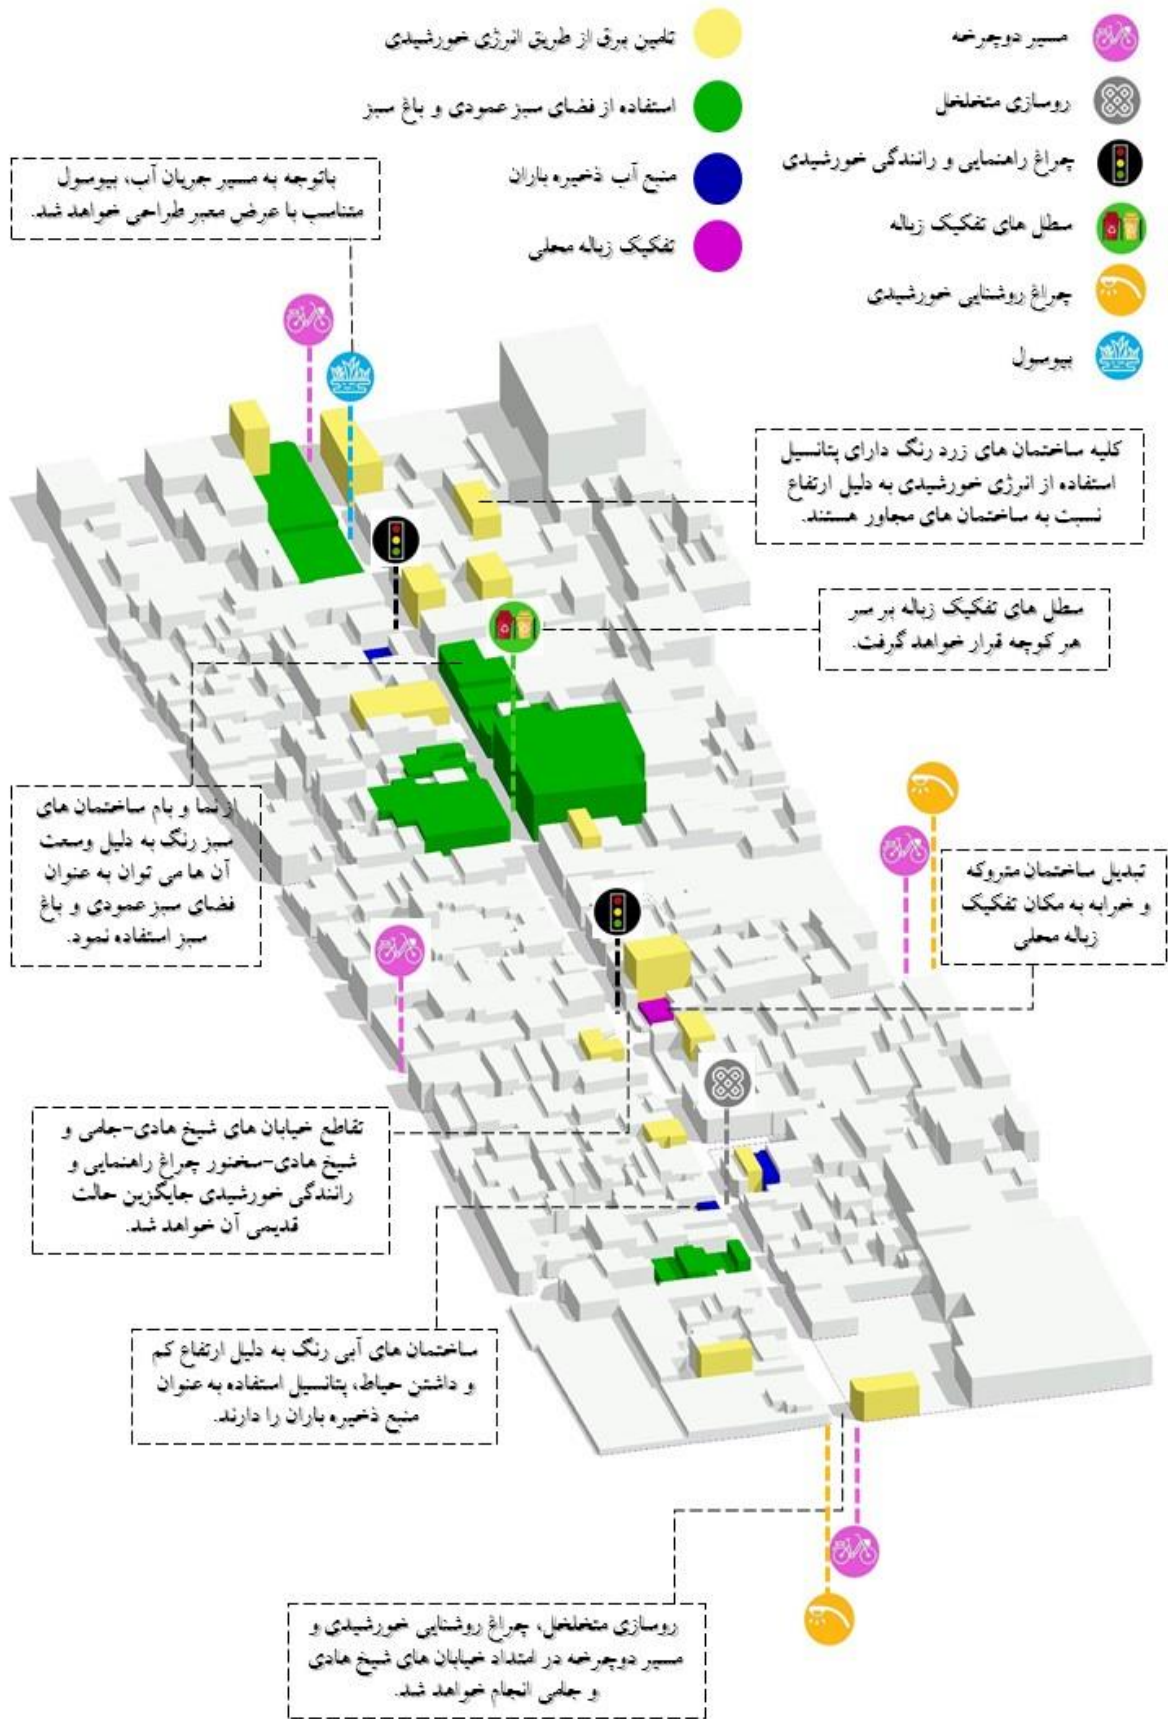 مسیر دوچرخه
روسازی متخلخل
چراغ راهنمایی و رانندگی خورشیدی
سطل های تفکیک زباله
چراغ روشنایی خورشیدی
بیوسول
تامین برق از طریق انرژی خورشیدی
استفاده از فضای سبز عمودی و باغ سبز
منبع آب ذخیره باران
تفکیک زباله محلی
باتوجه به مسیر جریان آب، بیوسول
متناسب با عرض معبر طراحی خواهد شد.
کلیه ساختمان های زرد رنگ دارای پتانسیل
استفاده از انرژی خورشیدی به دلیل ارتفاع
نسبت به ساختمان های مجاور هستند.
سطل های تفکیک زباله بر سر
هر کوچه قرار خواهد گرفت.
از نما و بام ساختمان های
سبز رنگ به دلیل وسعت
آن ها می توان به عنوان
فضای سبز عمودی و باغ
سبز استفاده نمود.
تبدیل ساختمان متروکه
و خرابه به مکان تفکیک
زباله محلی
تقاطع خیابان های شیخ هادی-جامی و
شیخ هادی-سخنور چراغ راهنمایی و
رانندگی خورشیدی جایگزین حالت
قدیمی آن خواهد شد.
ساختمان های آبی رنگ به دلیل ارتفاع کم
و داشتن حیاط، پتانسیل استفاده به عنوان
منبع ذخیره باران را دارند.
روسازی متخلخل، چراغ روشنایی خورشیدی و
مسیر دوچرخه در امتداد خیابان های شیخ هادی
و جامی انجام خواهد شد.